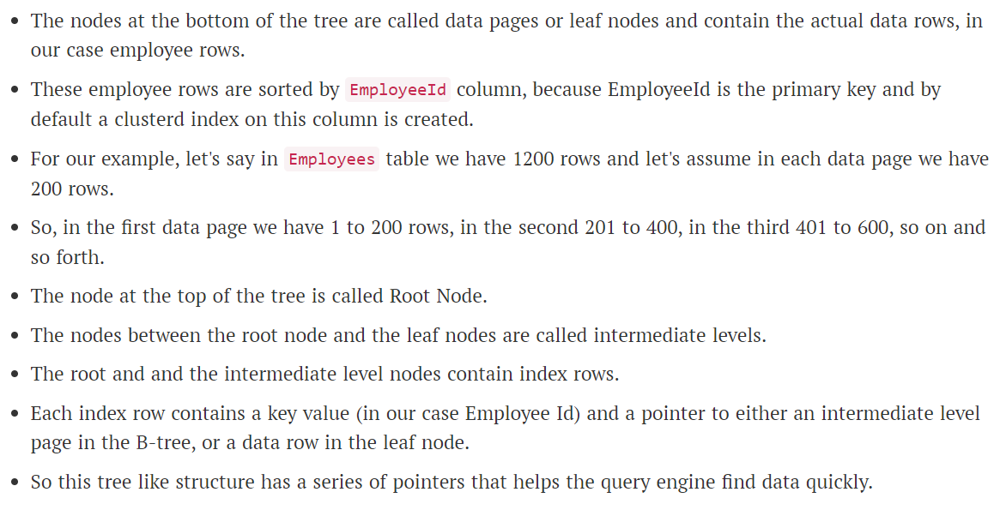 The nodes at the bottom of the tree are called data pages or leaf nodes and contain the actual data rows, in
our case employee rows.
These employee rows are sorted by EmployeeId column, because EmployeeId is the primary key and by
default a clusterd index on this column is created.
For our example, let's say in Employees table we have 1200 rows and let's assume in each data page we have
200 rows.
So, in the first data page we have 1 to 200 rows, in the second 201 to 400, in the third 401 to 600, so on and
so forth.
The node at the top of the tree is called Root Node.
The nodes between the root node and the leaf nodes are called intermediate levels.
The root and and the intermediate level nodes contain index rows.
Each index row contains a key value (in our case Employee Id) and a pointer to either an intermediate level
page in the B-tree, or a data row in the leaf node.
So this tree like structure has a series of pointers that helps the query engine find data quickly.